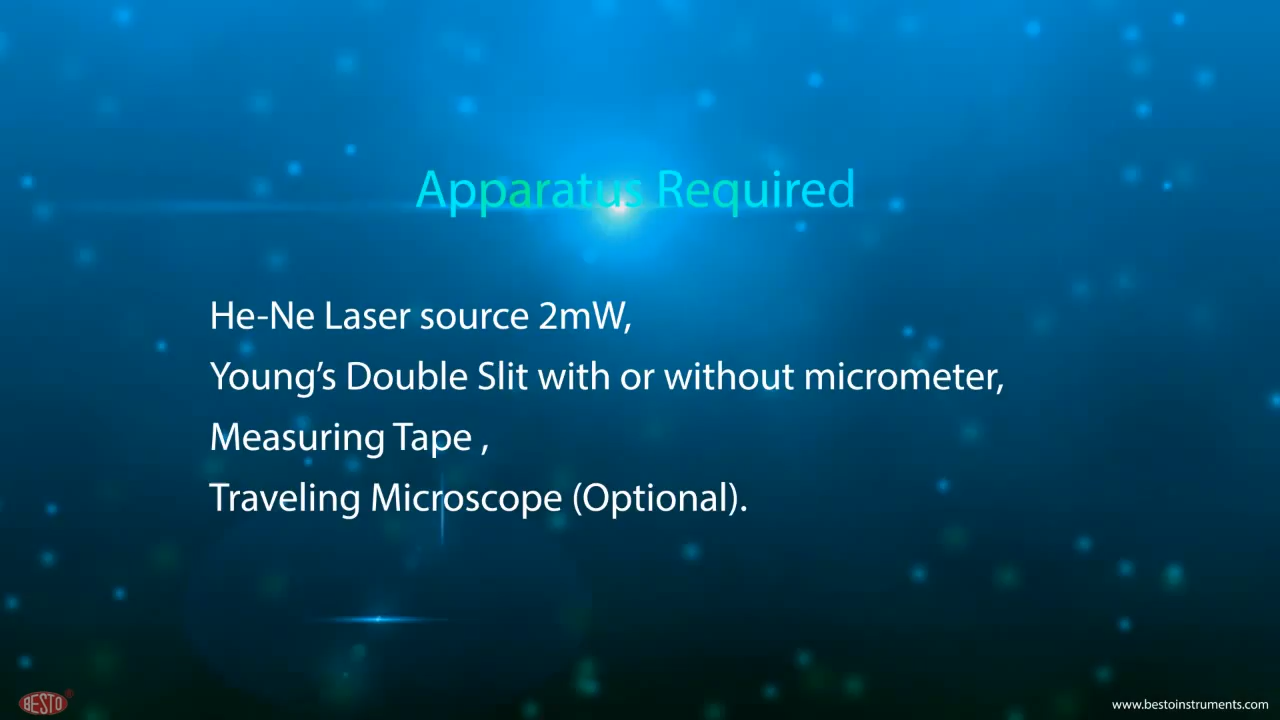 Apparatus Required
He-Ne Laser source 2mW,
Young’s Double Slit with or without micrometer,
Measuring Tape ,
Traveling Microscope (Optional).
BESTO®
www.bestoinstruments.com